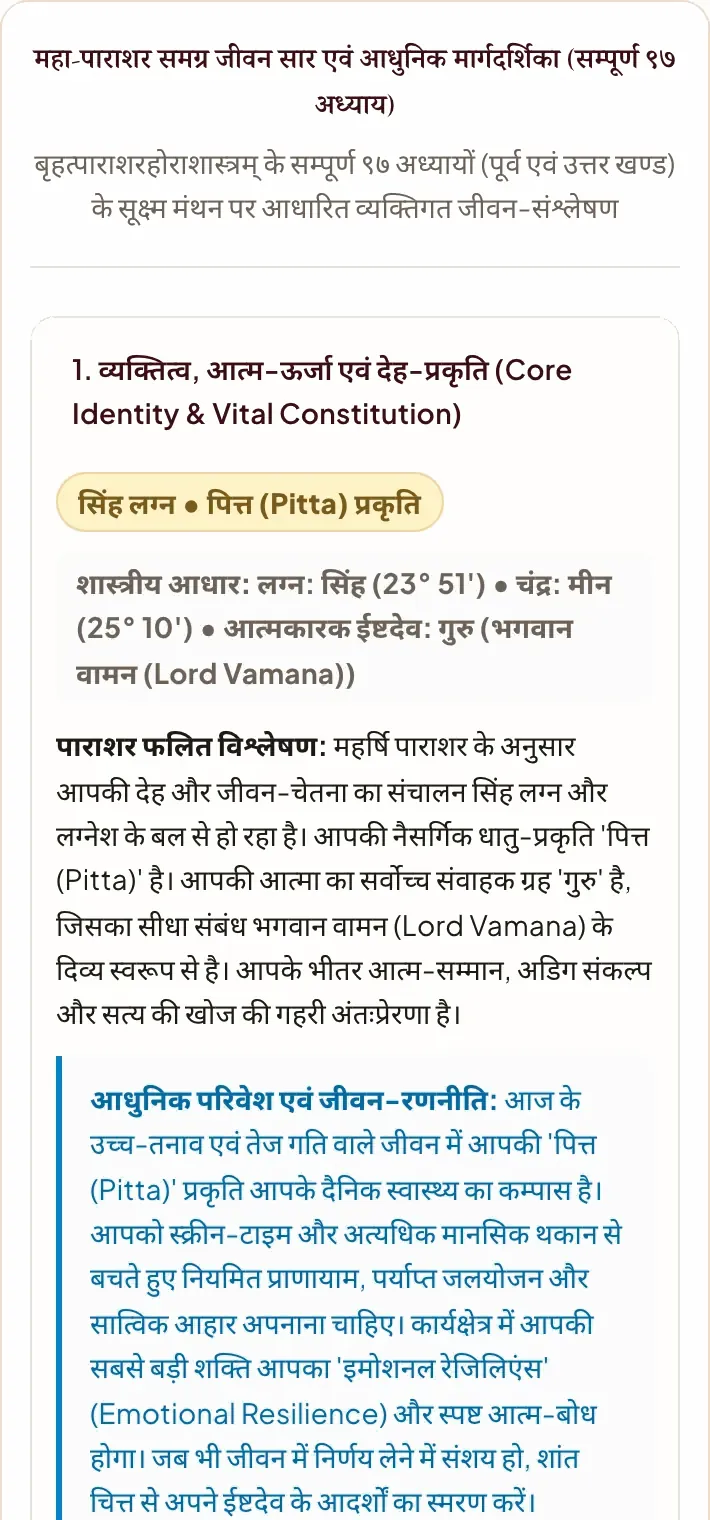 महा-पाराशर समग्र जीवन सार एवं आधुनिक मार्गदर्शिका (सम्पूर्ण ९७
अध्याय)
बृहत्पाराशरहोराशास्त्रम् के सम्पूर्ण ९७ अध्यायों (पूर्व एवं उत्तर खण्ड)
के सूक्ष्म मंथन पर आधारित व्यक्तिगत जीवन-संश्लेषण
1. व्यक्तित्व, आत्म-ऊर्जा एवं देह-प्रकृति (Core
Identity & Vital Constitution)
सिंह लग्न ● पित्त (Pitta) प्रकृति
शास्त्रीय आधार: लग्न: सिंह (23° 51') ● चंद्र: मीन
(25° 10') ● आत्मकारक ईष्टदेव: गुरु (भगवान
वामन (Lord Vamana))
पाराशर फलित विश्लेषण: महर्षि पाराशर के अनुसार
आपकी देह और जीवन-चेतना का संचालन सिंह लग्न और
लग्नेश के बल से हो रहा है। आपकी नैसर्गिक धातु-प्रकृति 'पित्त
(Pitta)' है। आपकी आत्मा का सर्वोच्च संवाहक ग्रह 'गुरु' है,
जिसका सीधा संबंध भगवान वामन (Lord Vamana) के
दिव्य स्वरूप से है। आपके भीतर आत्म-सम्मान, अडिग संकल्प
और सत्य की खोज की गहरी अंतःप्रेरणा है।
आधुनिक परिवेश एवं जीवन-रणनीति: आज के
उच्च-तनाव एवं तेज गति वाले जीवन में आपकी 'पित्त
(Pitta)' प्रकृति आपके दैनिक स्वास्थ्य का कम्पास है।
आपको स्क्रीन-टाइम और अत्यधिक मानसिक थकान से
बचते हुए नियमित प्राणायाम, पर्याप्त जलयोजन और
सात्विक आहार अपनाना चाहिए। कार्यक्षेत्र में आपकी
सबसे बड़ी शक्ति आपका 'इमोशनल रेजिलिएंस'
(Emotional Resilience) और स्पष्ट आत्म-बोध
होगा। जब भी जीवन में निर्णय लेने में संशय हो, शांत
चित्त से अपने ईष्टदेव के आदर्शों का स्मरण करें।